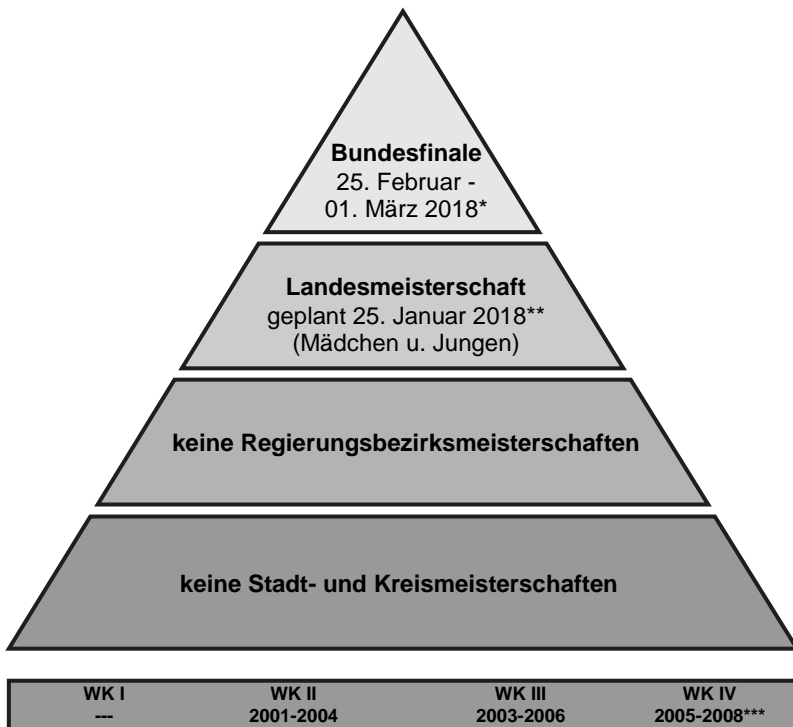 Bundesfinale
25. Februar -
01. März 2018*
Landesmeisterschaft
geplant 25. Januar 2018**
(Mädchen u. Jungen)
keine Regierungsbezirksmeisterschaften
keine Stadt- und Kreismeisterschaften
WK I WK II WK III WK IV
--- 2001-2004 2003-2006 2005-2008***